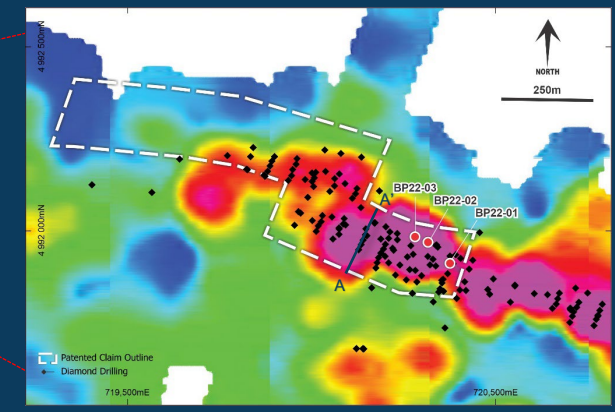 4 992 500mN
NORTH
250m
BP22-03
BP22-02
BP22-01
A'
4 992 000mN
A
Patented Claim Outline
Diamond Drilling
719,500mE
720,500mE